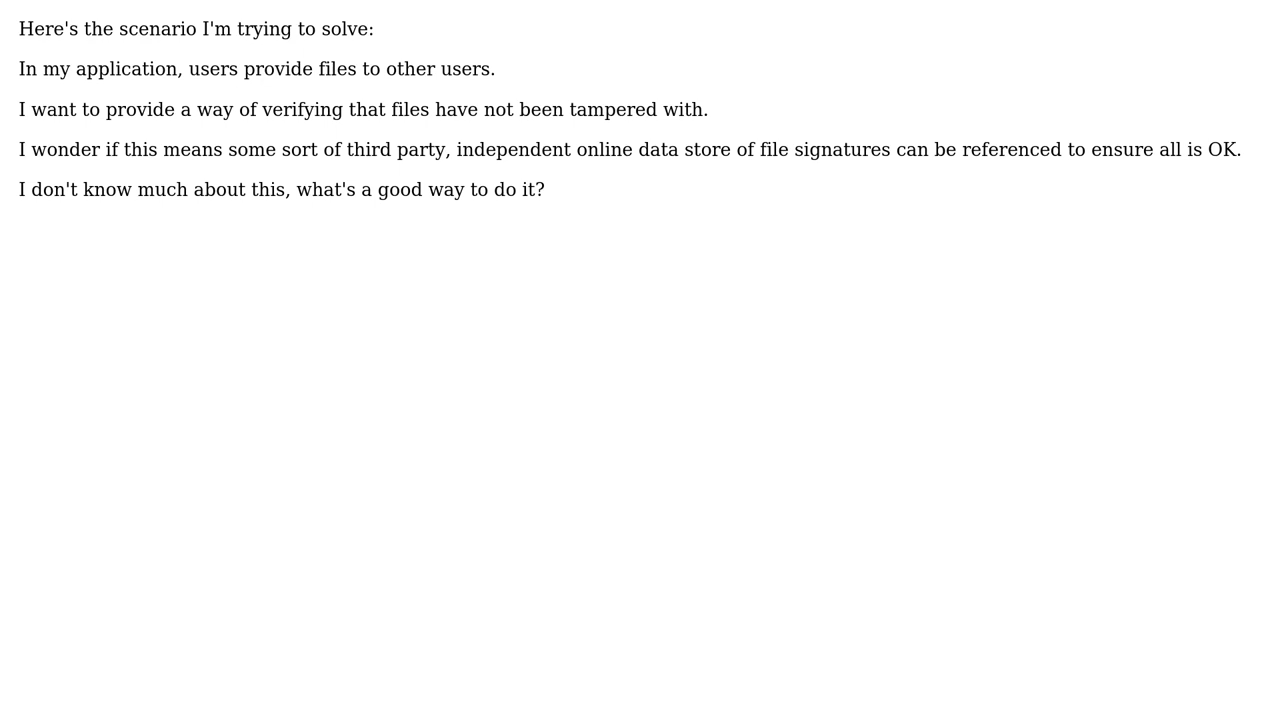 Here's the scenario I'm trying to solve:
In my application, users provide files to other users.
I want to provide a way of verifying that files have not been tampered with.
I wonder if this means some sort of third party, independent online data store of file signatures can be referenced to ensure all is OK.
I don't know much about this, what's a good way to do it?